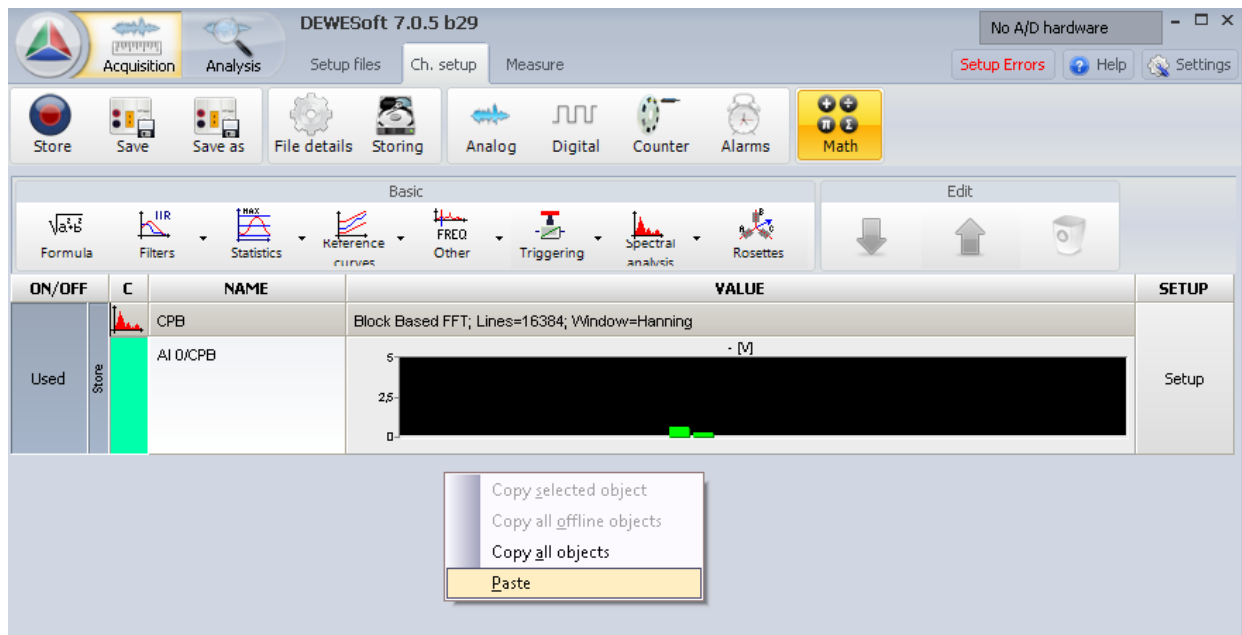 DEWESoft 7.0.5 b29
No A/D hardware
Acquisition
Analysis
Setup files
Ch. setup
Measure
Setup Errors
Help
Settings
Store
Save
Save as
File details
Storing
Analog
Digital
Counter
Alarms
Math
Basic
Edit
IIR
MAX
FREQ
Formula
Filters
Statistics
Reference
curves
Other
Triggering
Spectral
analysis
Rosettes
ON/OFF
C
NAME
VALUE
SETUP
CPB
Block Based FFT; Lines=16384; Window=Hanning
Used
Store
AI 0/CPB
- [V]
5
2,5
0
Setup
Copy selected object
Copy all offline objects
Copy all objects
Paste